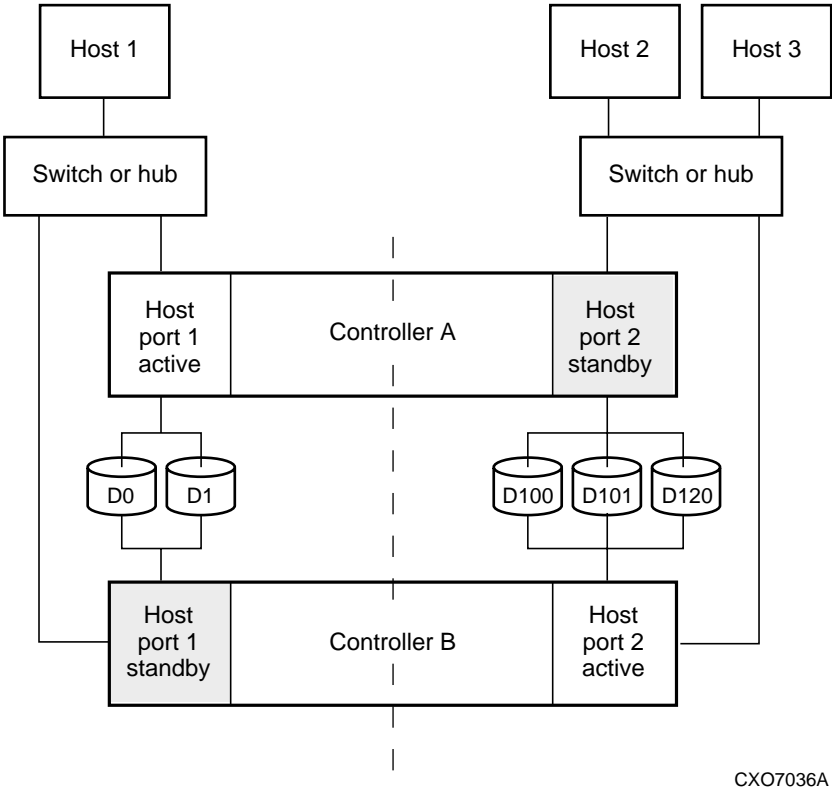 Host 1
Host 2
Host 3
Switch or hub
Switch or hub
Host
port 1
active
Controller A
Host
port 2
standby
D0
D1
D100
D101
D120
Host
port 1
standby
Controller B
Host
port 2
active
CXO7036A